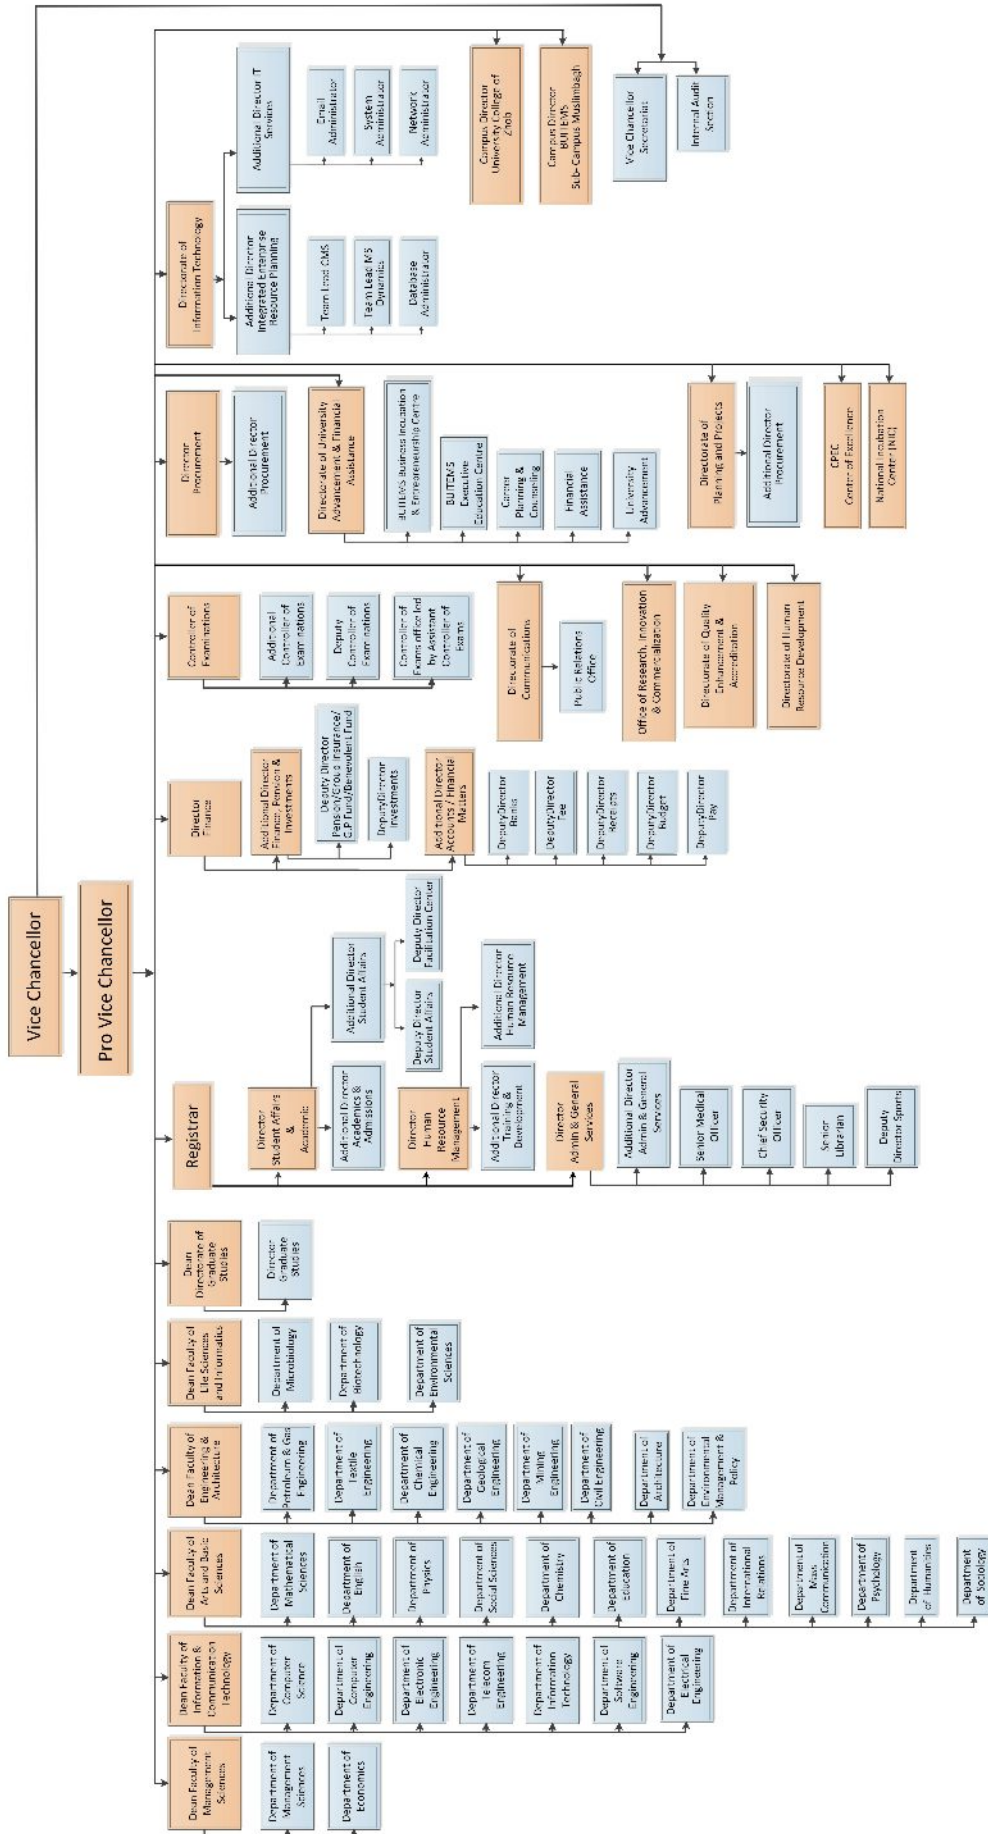 Vice Chancellor
Pro Vice Chancellor
Dean Faculty of
Management
Sciences
Department of
Management
Sciences
Department of
Economics
Dean Faculty of
Information &
Communication
Technology
Department of
Computer
Science
Department of
Computer
Engineering
Department of
Electronic
Engineering
Department of
Telecom
Engineering
Department of
Information
Technology
Department of
Software
Engineering
Department of
Electrical
Engineering
Dean Faculty of
Arts and Basic
Sciences
Department of
Mathematical
Sciences
Department of
English
Department of
Physics
Department of
Social Sciences
Department of
Chemistry
Department of
Education
Department of
Fine Arts
Department of
International
Relations
Department of
Mass
Communication
Department of
Psychology
Department
of Humanities
Department
of Sociology
Dean Faculty of
Engineering &
Architecture
Department of
Petroleum & Gas
Engineering
Department of
Textile
Engineering
Department of
Chemical
Engineering
Department of
Geological
Engineering
Department of
Mining
Engineering
Department of
Civil Engineering
Department of
Architecture
Department of
Environmental
Management &
Policy
Dean Faculty of
Life Sciences
and Informatics
Department of
Microbiology
Department of
Biotechnology
Department of
Environmental
Sciences
Dean
Directorate of
Graduate
Studies
Director
Graduate Studies
Registrar
Director
Student Affairs
&
Academic
Additional Director
Academics &
Admissions
Additional Director
Student Affairs
Deputy Director
Student Affairs
Deputy Director
Facilitation Center
Director
Human
Resource
Management
Additional Director
Training &
Development
Additional Director
Human Resource
Management
Director
Admin & General
Services
Additional Director
Admin & General
Services
Senior Medical
Officer
Chief Security
Officer
Senior
Librarian
Deputy
Director Sports
Director
Finance
Additional Director
Finance, Pension &
Investments
Deputy Director
Pension/Group Insurance/
G.P Fund/Benevolent Fund
DeputyDirector
Investments
Additional Director
Accounts / Financial
Matters
DeputyDirector
Banks
DeputyDirector
Fee
DeputyDirector
Receipts
DeputyDirector
Budget
DeputyDirector
Pay
Controller of
Examinations
Additional
Controller of
Examinations
Deputy
Controller of
Examinations
Controller of
Exams office led
by Assistant
Controller of
Exams
Directorate of
Communications
Public Relations
Office
Office of Research, Innovation
& Commercialization
Directorate of Quality
Enhancement &
Accreditation
Directorate of Human
Resource Development
Director
Procurement
Additional Director
Procurement
Directorate of University
Advancement & Financial
Assistance
BUITEMS Business Incubation
& Entrepreneurship Centre
BUITEMS
Executive
Education Centre
Career
Planning &
Counseling
Financial
Assistance
University
Advancement
Directorate of
Planning and Projects
Additional Director
Procurement
CPEC
Center of Excellence
National Incubation
Center (NIC)
Directorate of
Information Technology
Additional Director
Integrated Enterprise
Resource Planning
Team Lead CMS
Team Lead MS
Dynamics
Database
Administrator
Additional Director IT
Services
Email
Administrator
System
Administrator
Network
Administrator
Campus Director
University College of
Zhob
Campus Director
BUITEMS
Sub- Campus Muslimbagh
Vice Chancellor
Secretariat
Internal Audit
Section